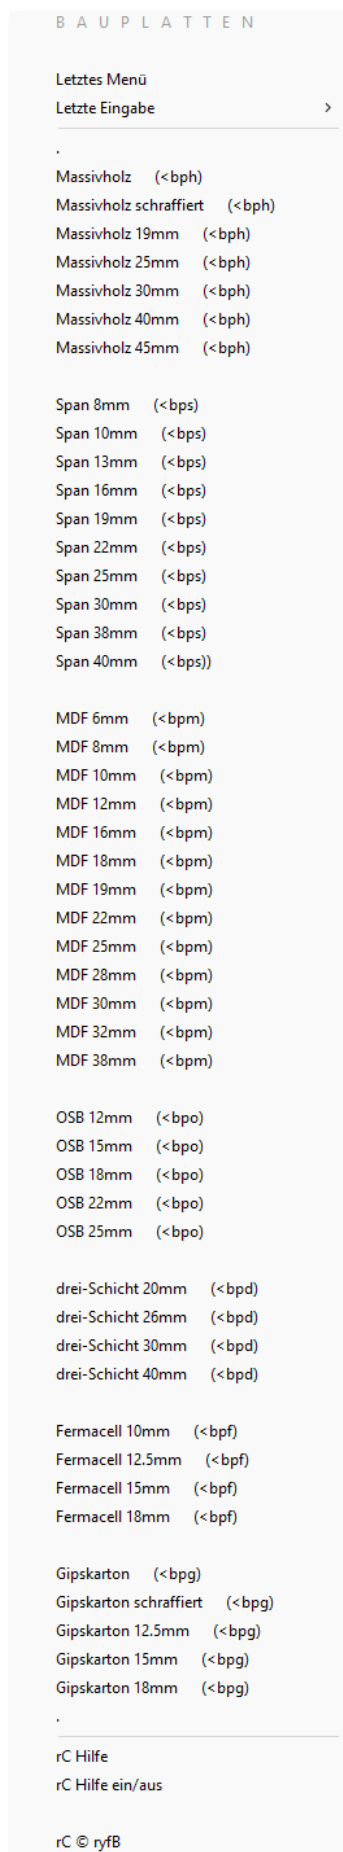 B A U P L A T T E N
Letztes Menü
Letzte Eingabe >
.
Massivholz (<bph)
Massivholz schraffiert (<bph)
Massivholz 19mm (<bph)
Massivholz 25mm (<bph)
Massivholz 30mm (<bph)
Massivholz 40mm (<bph)
Massivholz 45mm (<bph)
Span 8mm (<bps)
Span 10mm (<bps)
Span 13mm (<bps)
Span 16mm (<bps)
Span 19mm (<bps)
Span 22mm (<bps)
Span 25mm (<bps)
Span 30mm (<bps)
Span 38mm (<bps)
Span 40mm (<bps))
MDF 6mm (<bpm)
MDF 8mm (<bpm)
MDF 10mm (<bpm)
MDF 12mm (<bpm)
MDF 16mm (<bpm)
MDF 18mm (<bpm)
MDF 19mm (<bpm)
MDF 22mm (<bpm)
MDF 25mm (<bpm)
MDF 28mm (<bpm)
MDF 30mm (<bpm)
MDF 32mm (<bpm)
MDF 38mm (<bpm)
OSB 12mm (<bpo)
OSB 15mm (<bpo)
OSB 18mm (<bpo)
OSB 22mm (<bpo)
OSB 25mm (<bpo)
drei-Schicht 20mm (<bpd)
drei-Schicht 26mm (<bpd)
drei-Schicht 30mm (<bpd)
drei-Schicht 40mm (<bpd)
Fermacell 10mm (<bpf)
Fermacell 12.5mm (<bpf)
Fermacell 15mm (<bpf)
Fermacell 18mm (<bpf)
Gipskarton (<bpg)
Gipskarton schraffiert (<bpg)
Gipskarton 12.5mm (<bpg)
Gipskarton 15mm (<bpg)
Gipskarton 18mm (<bpg)
.
rC Hilfe
rC Hilfe ein/aus
rC © ryfB